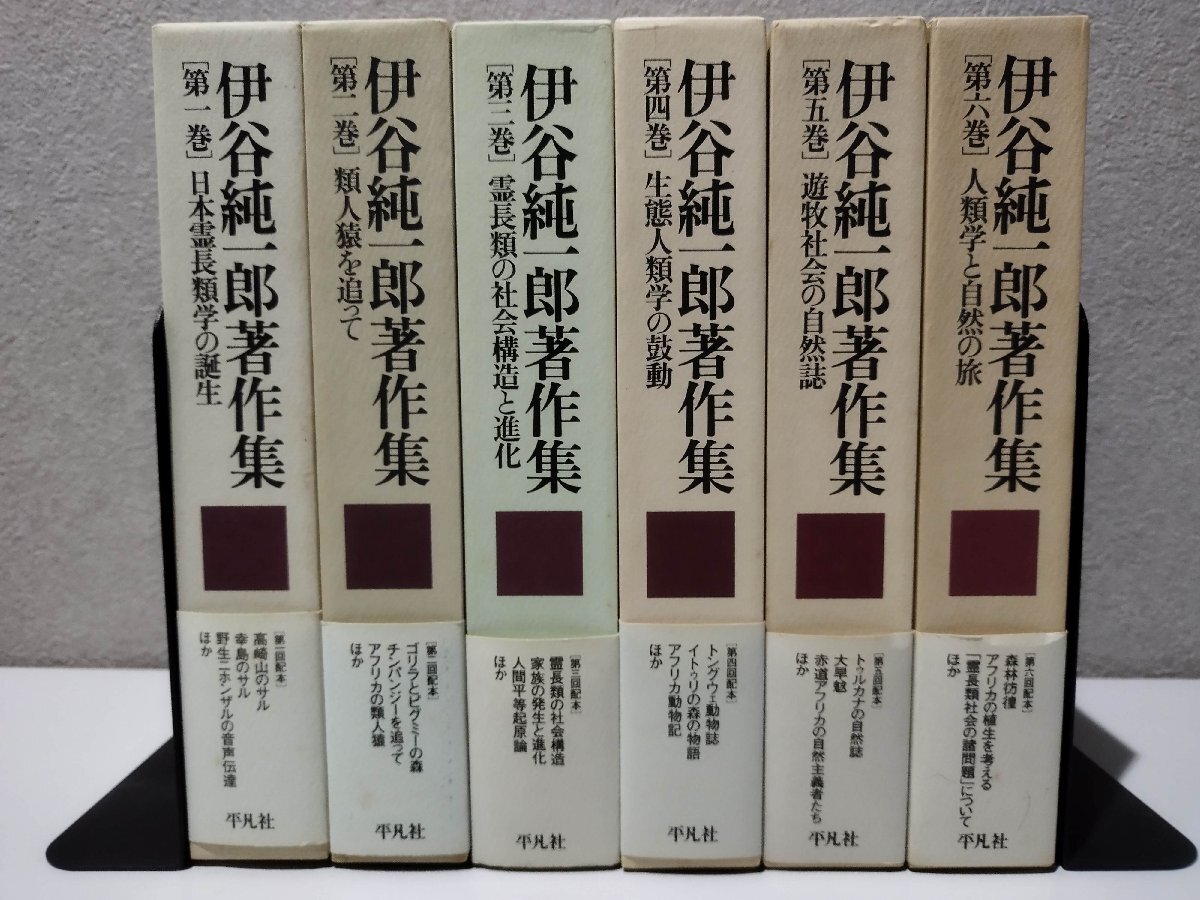 伊谷純一郎著作集
[第一巻] 日本霊長類学の誕生
[第一回配本]
高崎山のサル
幸島のサル
野生ニホンザルの音声伝達
ほか
平凡社
伊谷純一郎著作集
[第二巻] 類人猿を追って
[第二回配本]
ゴリラとピグミーの森
チンパンジーを追って
アフリカの類人猿
ほか
平凡社
伊谷純一郎著作集
[第三巻] 霊長類の社会構造と進化
[第三回配本]
霊長類の社会構造
家族の発生と進化
人間平等起原論
ほか
平凡社
伊谷純一郎著作集
[第四巻] 生態人類学の鼓動
[第四回配本]
トングウェ動物誌
イトゥリの森の物語
アフリカ動物記
ほか
平凡社
伊谷純一郎著作集
[第五巻] 遊牧社会の自然誌
[第五回配本]
トゥルカナの自然誌
大旱魃
赤道アフリカの自然主義者たち
ほか
平凡社
伊谷純一郎著作集
[第六巻] 人類学と自然の旅
[第六回配本]
森林彷徨
アフリカの植生を考える
「霊長類社会の諸問題」について
ほか
平凡社